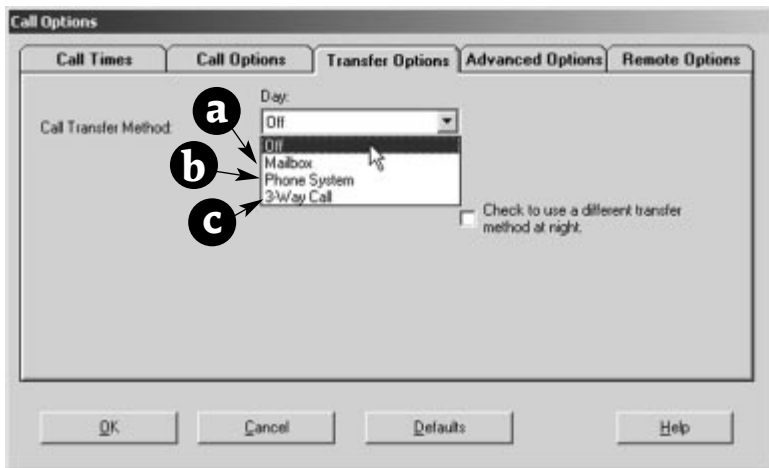 Call Options
Call Times Call Options Transfer Options Advanced Options Remote Options
Day:
Call Transfer Method: Off
a Off
b Mailbox
Phone System
c 3-Way Call
Check to use a different transfer
method at night.
OK Cancel Defaults Help